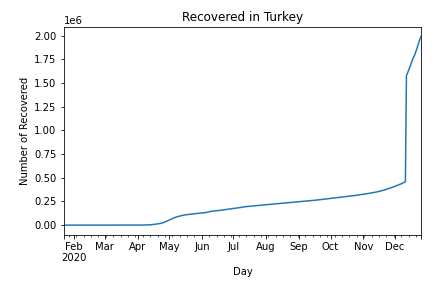 Recovered in Turkey
1e6
2.00
1.75
1.50
1.25
1.00
0.75
0.50
0.25
0.00
Number of Recovered
Feb Mar Apr May Jun Jul Aug Sep Oct Nov Dec
2020
Day